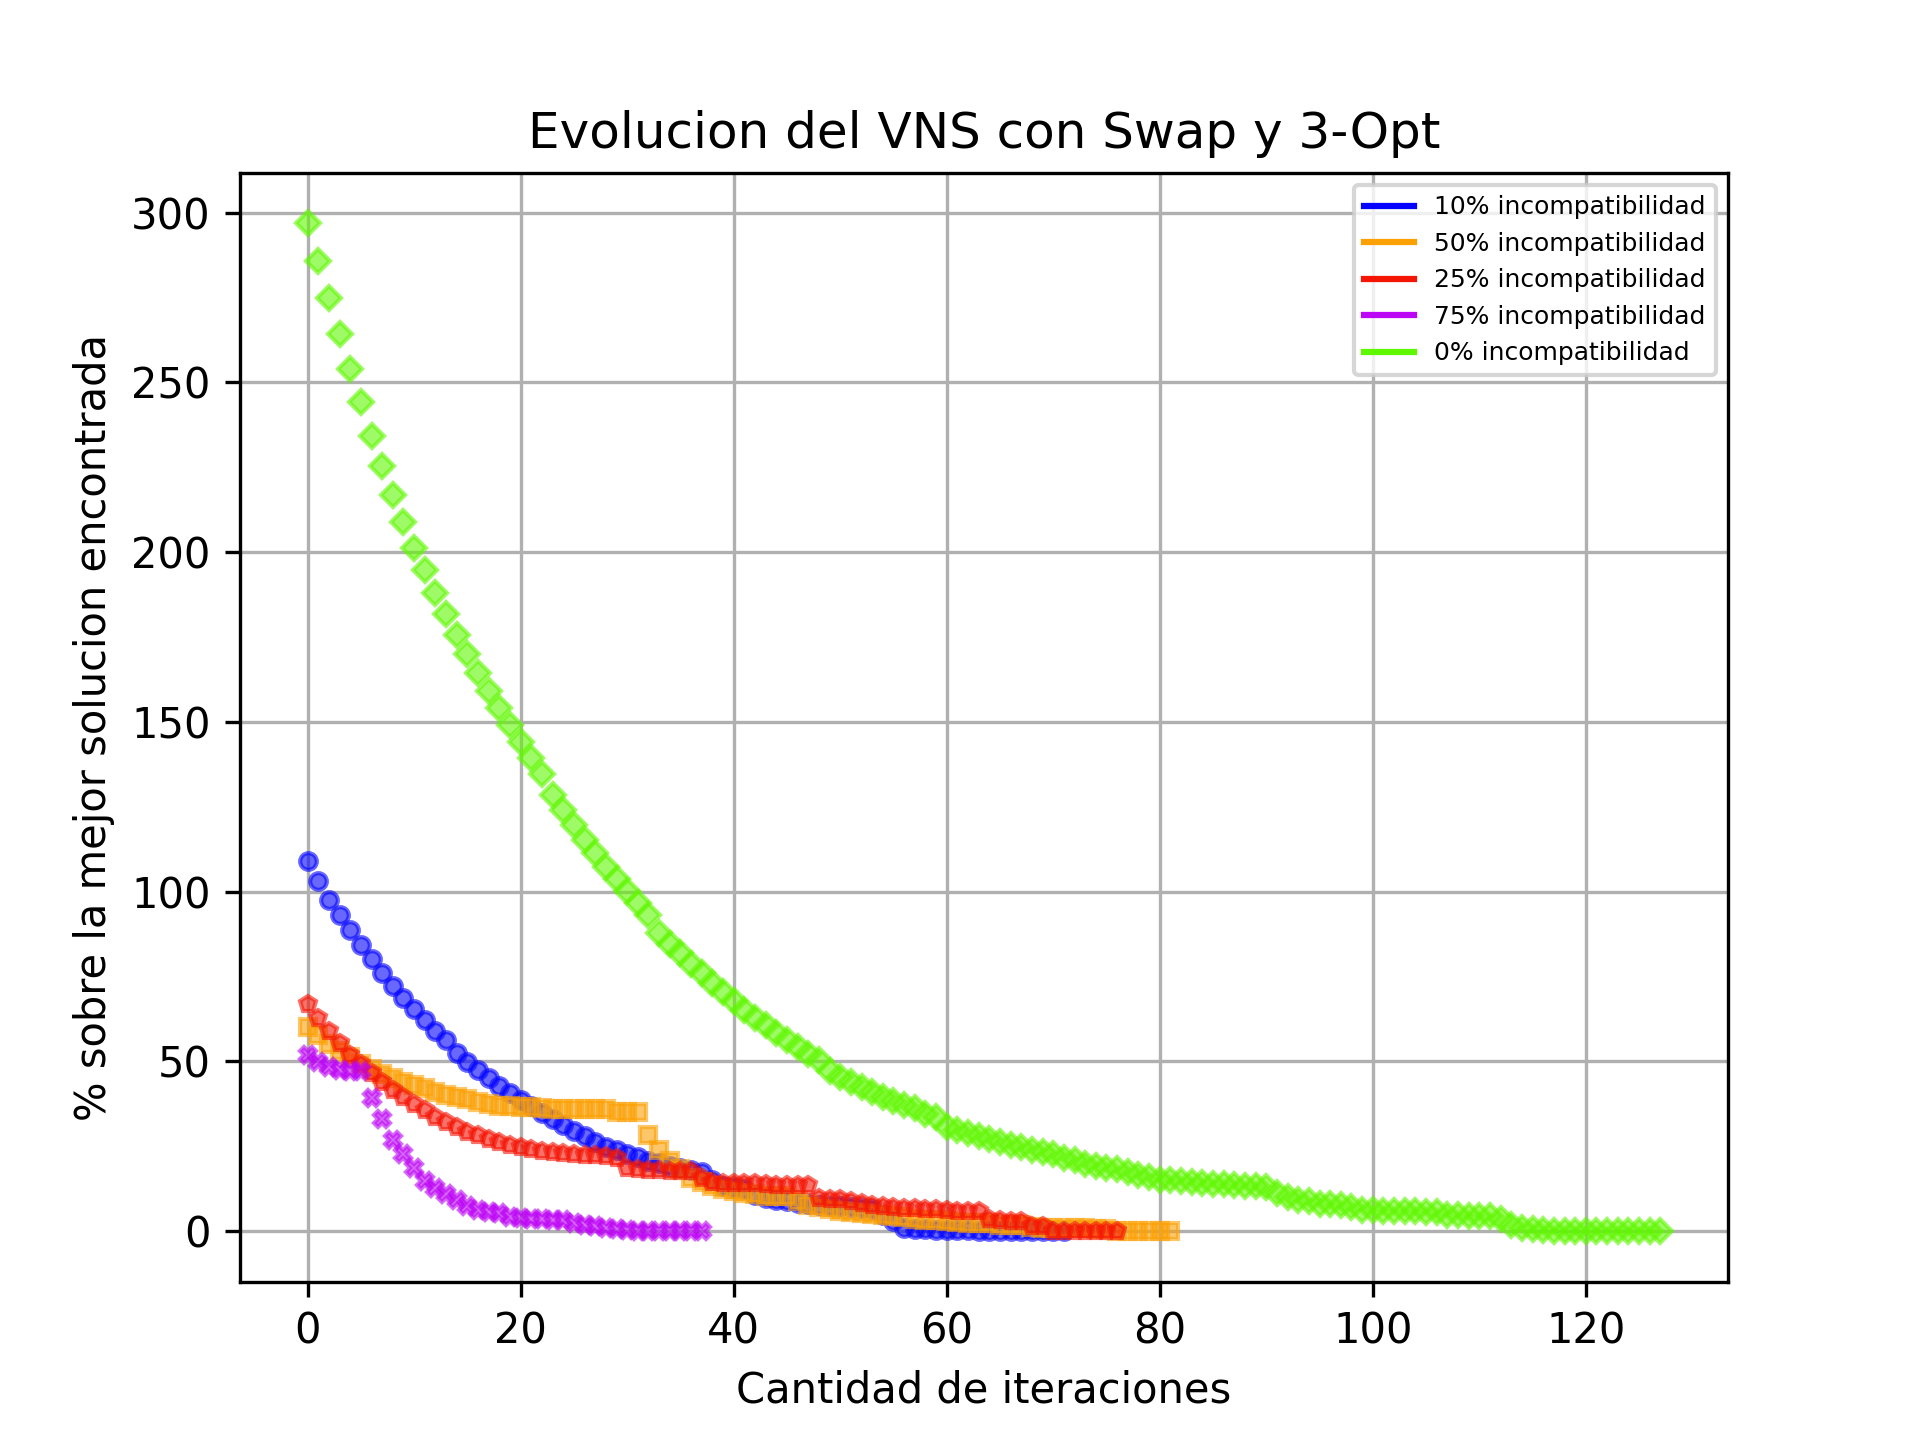 Evolucion del VNS con Swap y 3-Opt
% sobre la mejor solucion encontrada
300
250
200
150
100
50
0
10% incompatibilidad
50% incompatibilidad
25% incompatibilidad
75% incompatibilidad
0% incompatibilidad
0 20 40 60 80 100 120
Cantidad de iteraciones